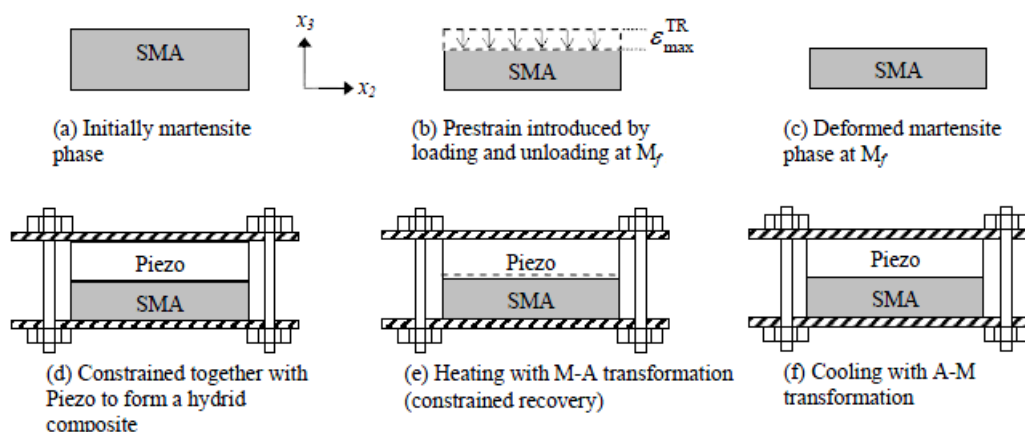 x3
SMA
x2
(a) Initially martensite
phase
εTRmax
SMA
(b) Prestrain introduced by
loading and unloading at Mf
SMA
(c) Deformed martensite
phase at Mf
Piezo
SMA
(d) Constrained together with
Piezo to form a hydrid
composite
Piezo
SMA
(e) Heating with M-A transformation
(constrained recovery)
Piezo
SMA
(f) Cooling with A-M
transformation